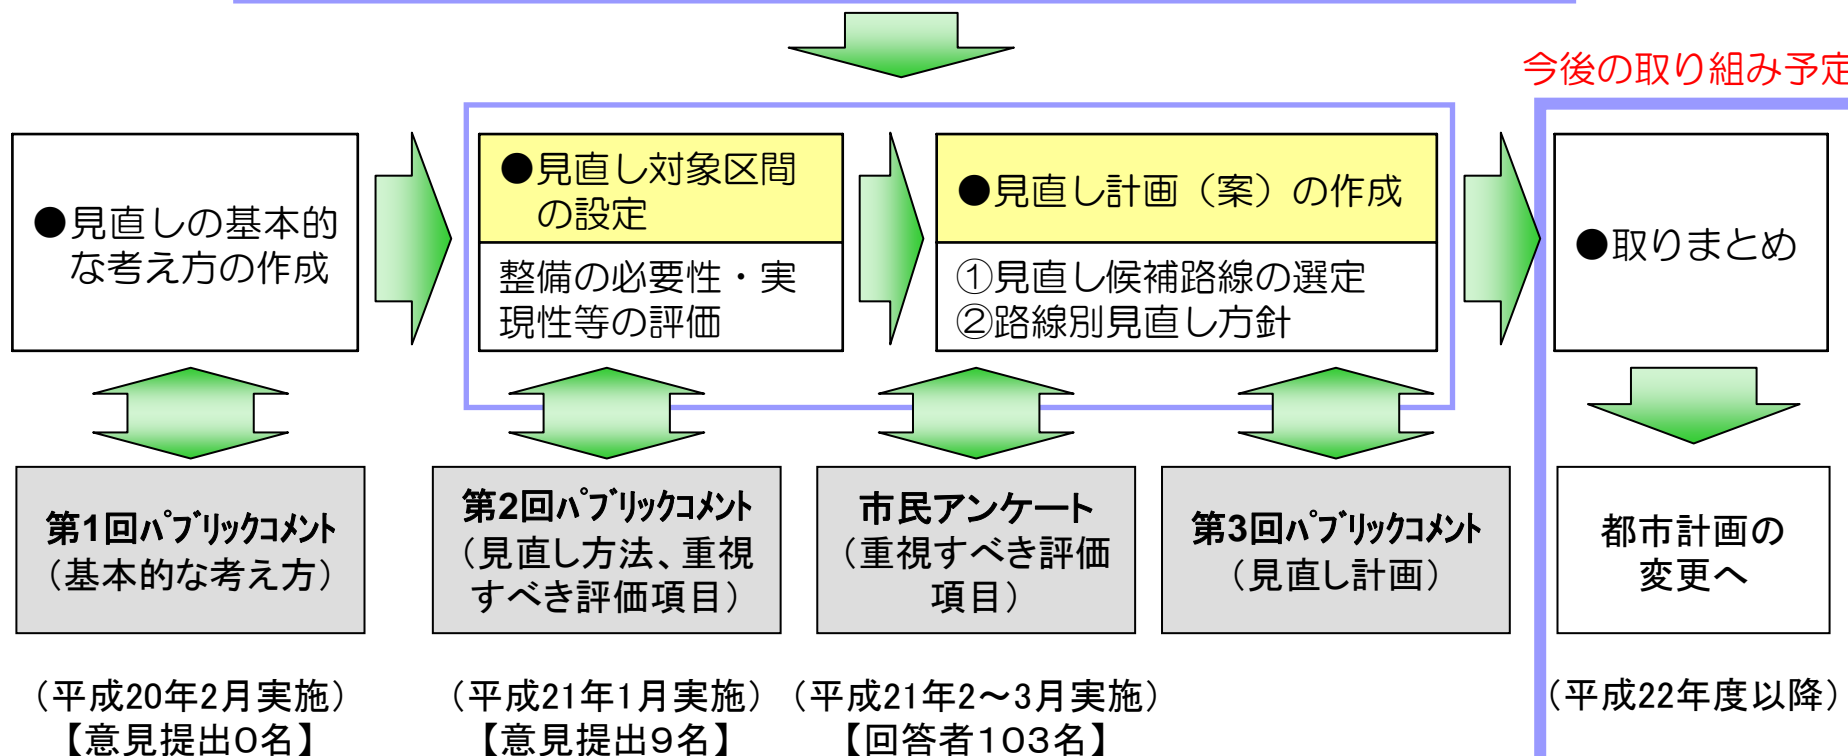 今後の取り組み予定
●見直しの基本的
な考え方の作成
●見直し対象区間
の設定
整備の必要性・実
現性等の評価
●見直し計画（案）の作成
①見直し候補路線の選定
②路線別見直し方針
●取りまとめ
第1回パブリックコメント
（基本的な考え方）
第2回パブリックコメント
（見直し方法、重視
すべき評価項目）
市民アンケート
（重視すべき評価
項目）
第3回パブリックコメント
（見直し計画）
都市計画の
変更へ
（平成20年2月実施）
【意見提出0名】
（平成21年1月実施）
【意見提出9名】
（平成21年2～3月実施）
【回答者103名】
（平成22年度以降）